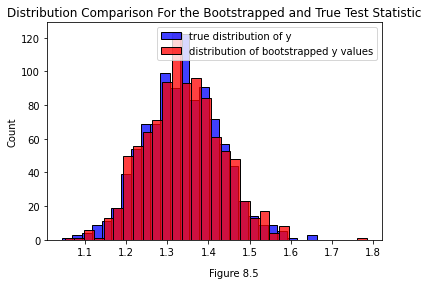 Distribution Comparison For the Bootstrapped and True Test Statistic
true distribution of y
distribution of bootstrapped y values
Count
120
100
80
60
40
20
0
1.1 1.2 1.3 1.4 1.5 1.6 1.7 1.8
Figure 8.5